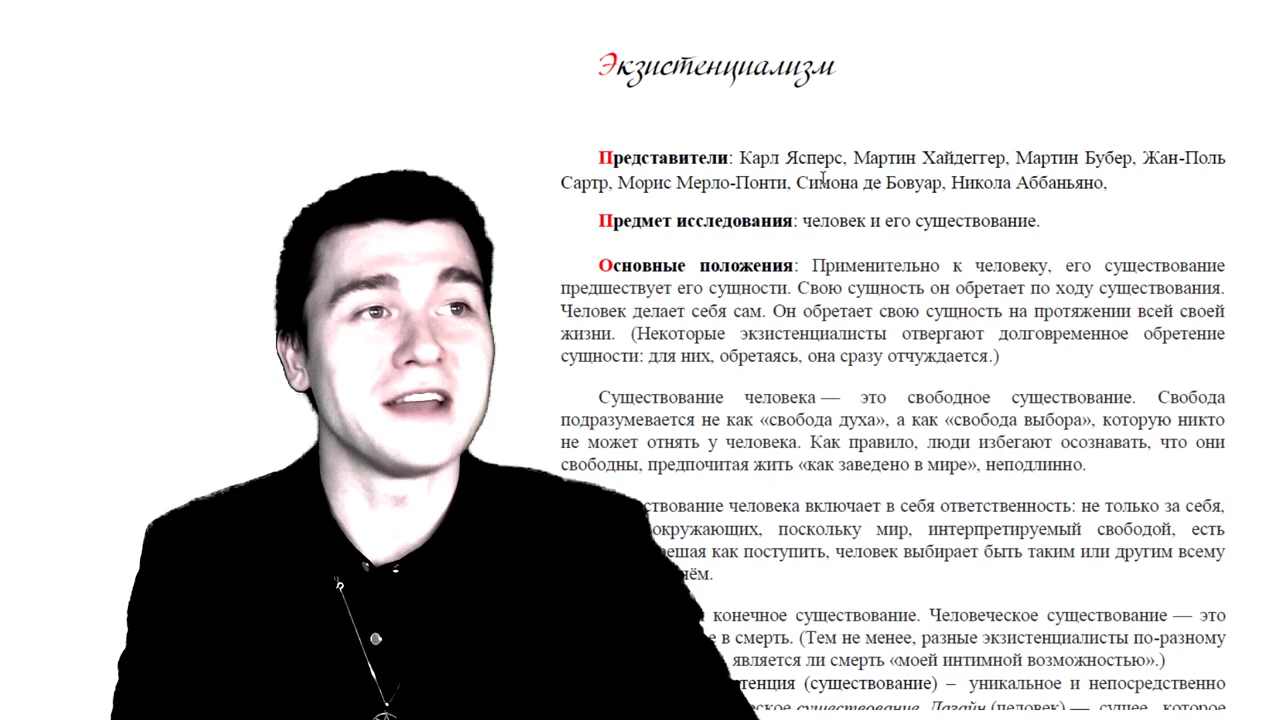 Экзистенциализм
Представители: Карл Ясперс, Мартин Хайдеггер, Мартин Бубер, Жан-Поль
Сартр, Морис Мерло-Понти, Симона де Бовуар, Никола Аббаньяно,
Предмет исследования: человек и его существование.
Основные положения: Применительно к человеку, его существование
предшествует его сущности. Свою сущность он обретает по ходу существования.
Человек делает себя сам. Он обретает свою сущность на протяжении всей своей
жизни. (Некоторые экзистенциалисты отвергают долговременное обретение
сущности: для них, обретаясь, она сразу отчуждается.)
Существование человека — это свободное существование. Свобода
подразумевается не как «свобода духа», а как «свобода выбора», которую никто
не может отнять у человека. Как правило, люди избегают осознавать, что они
свободны, предпочитая жить «как заведено в мире», неподлинно.
ствование человека включает в себя ответственность: не только за себя,
окружающих, поскольку мир, интерпретируемый свободой, есть
решая как поступить, человек выбирает быть таким или другим всему
нём.
конечное существование. Человеческое существование — это
е в смерть. (Тем не менее, разные экзистенциалисты по-разному
является ли смерть «моей интимной возможностью».)
тенция (существование) – уникальное и непосредственно
ческое существование. Дазайн (человек) — сущее, которое